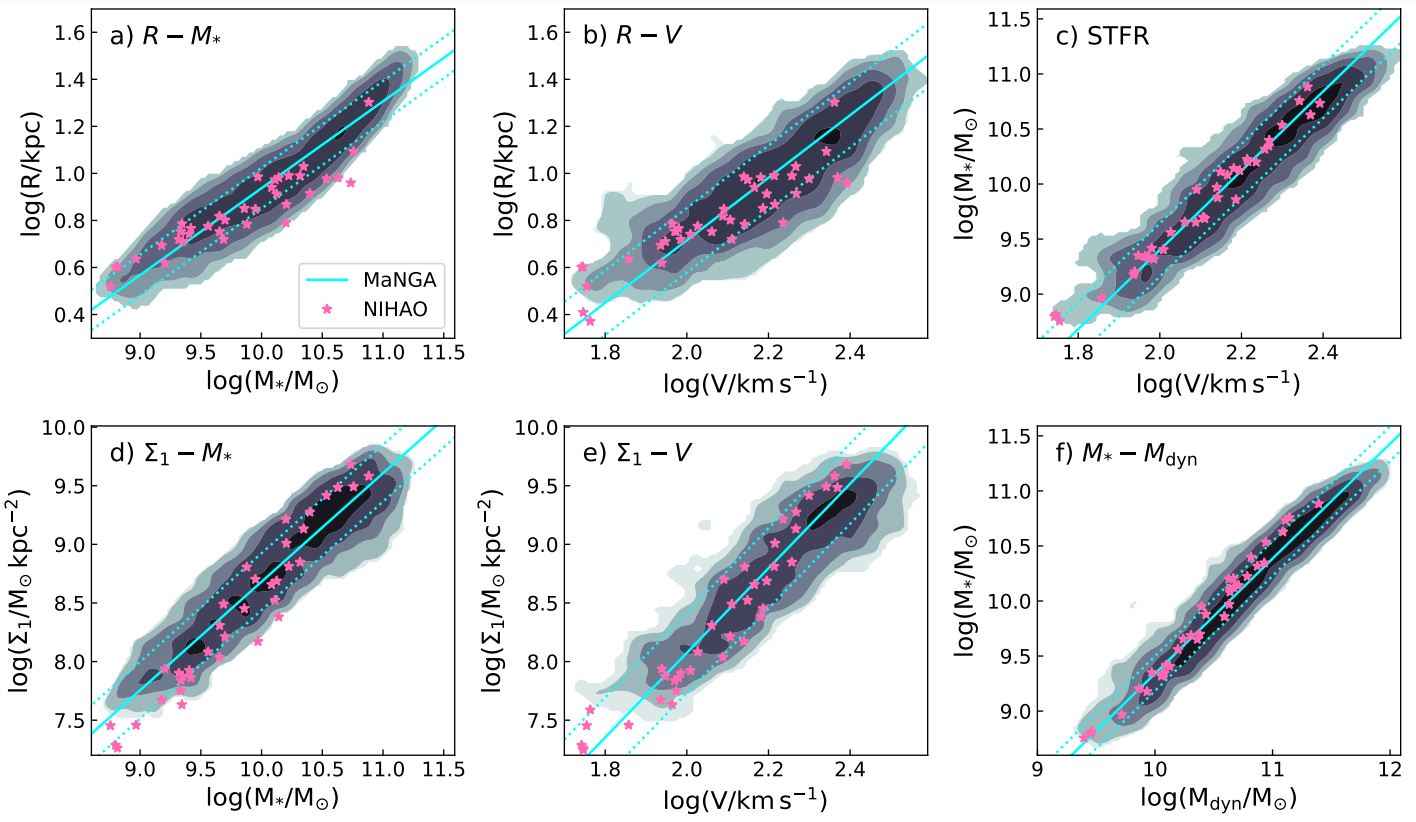 a) R − M*
log(R/kpc)
1.6
1.4
1.2
1.0
0.8
0.6
0.4
MaNGA
NIHAO
9.0 9.5 10.0 10.5 11.0 11.5
log(M*/M⊙)
b) R − V
log(R/kpc)
1.6
1.4
1.2
1.0
0.8
0.6
0.4
1.8 2.0 2.2 2.4
log(V/km s⁻¹)
c) STFR
log(M*/M⊙)
11.5
11.0
10.5
10.0
9.5
9.0
1.8 2.0 2.2 2.4
log(V/km s⁻¹)
d) Σ₁ − M*
log(Σ₁/M⊙ kpc⁻²)
10.0
9.5
9.0
8.5
8.0
7.5
9.0 9.5 10.0 10.5 11.0 11.5
log(M*/M⊙)
e) Σ₁ − V
log(Σ₁/M⊙ kpc⁻²)
10.0
9.5
9.0
8.5
8.0
7.5
1.8 2.0 2.2 2.4
log(V/km s⁻¹)
f) M* − Mdyn
log(M*/M⊙)
11.5
11.0
10.5
10.0
9.5
9.0
9 10 11 12
log(Mdyn/M⊙)